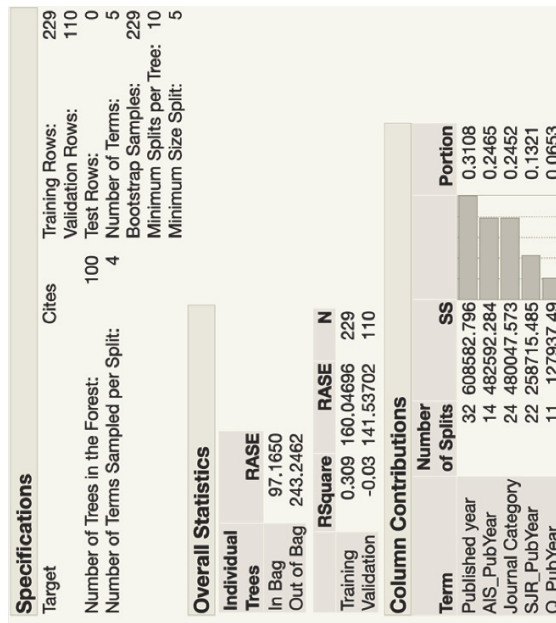 Specifications
Target Cites Training Rows: 229
Validation Rows: 110
Number of Trees in the Forest: 100 Test Rows: 0
Number of Terms Sampled per Split: 4 Number of Terms: 5
Bootstrap Samples: 229
Minimum Splits per Tree: 10
Minimum Size Split: 5
Overall Statistics
Individual
Trees RASE
In Bag 97.1650
Out of Bag 243.2462
RSquare RASE N
Training 0.309 160.04696 229
Validation -0.03 141.53702 110
Column Contributions
Number
Term of Splits SS Portion
Published year 32 608582.796 0.3108
AIS_PubYear 14 482592.284 0.2465
Journal Category 24 480047.573 0.2452
SJR_PubYear 22 258715.485 0.1321
Q_PubYear 11 127937.49 0.0653